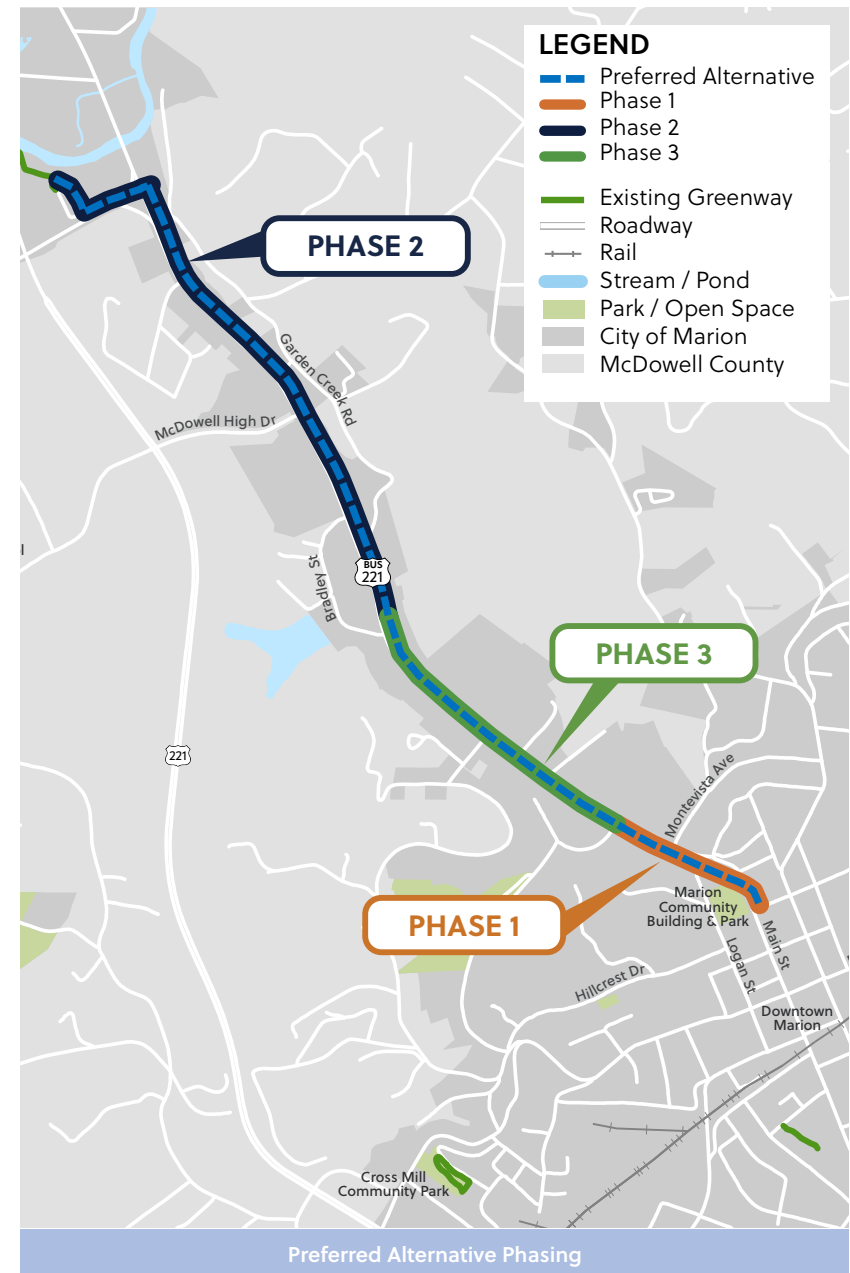 LEGEND
Preferred Alternative
Phase 1
Phase 2
Phase 3
Existing Greenway
Roadway
Rail
Stream / Pond
Park / Open Space
City of Marion
McDowell County
PHASE 2
Garden Creek Rd
McDowell High Dr
BUS
221
Bradley St
PHASE 3
221
Montevista Ave
Marion
Community
Building & Park
PHASE 1
Main St
Logan St
Hillcrest Dr
Downtown
Marion
Cross Mill
Community Park
Preferred Alternative Phasing